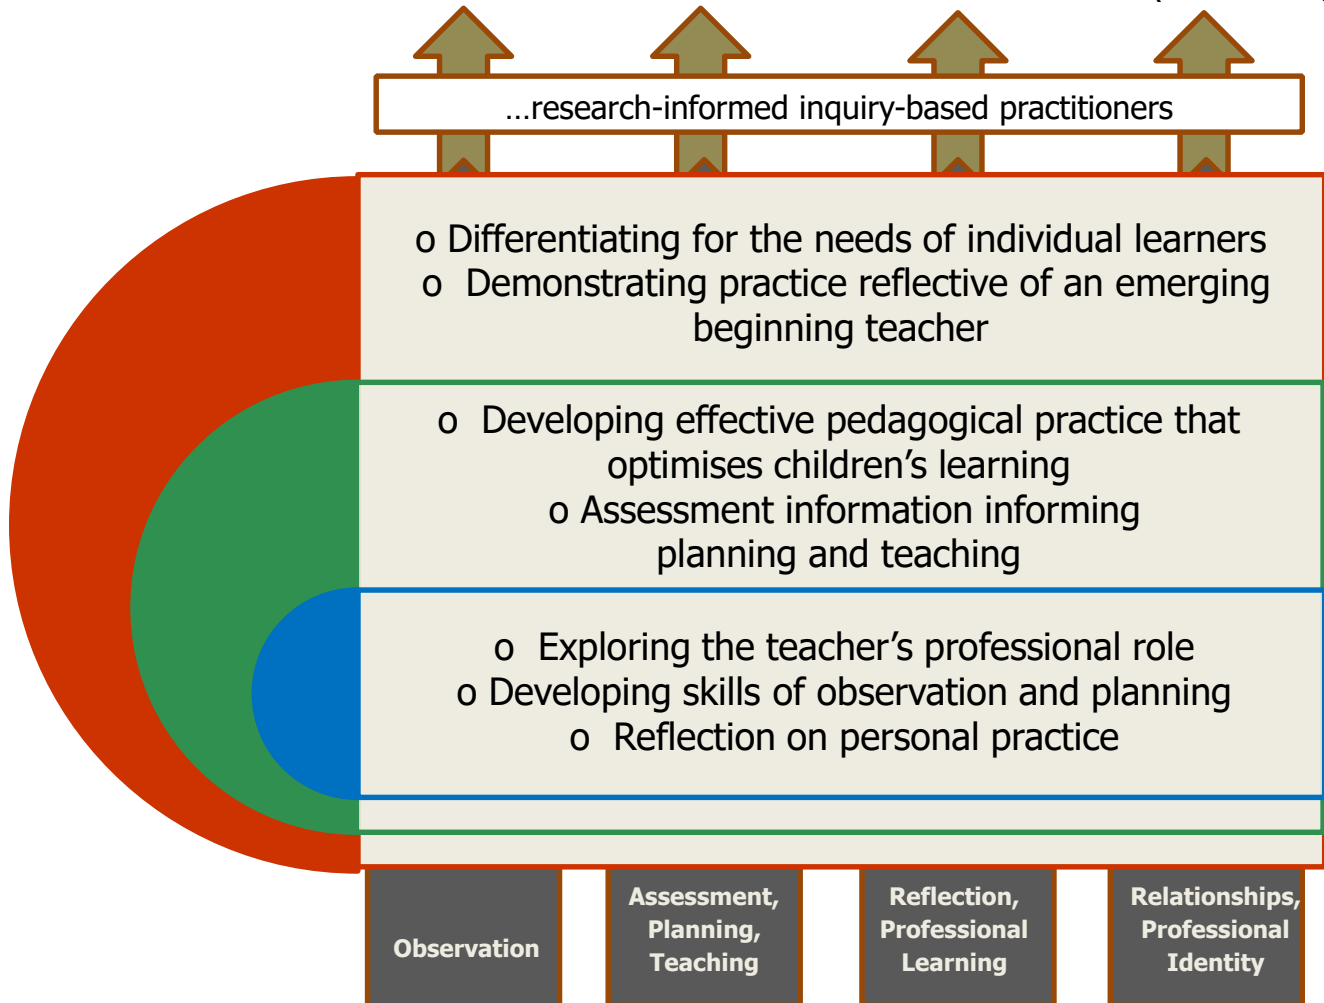 …research-informed inquiry-based practitioners
o Differentiating for the needs of individual learners
o Demonstrating practice reflective of an emerging
beginning teacher
o Developing effective pedagogical practice that
optimises children’s learning
o Assessment information informing
planning and teaching
o Exploring the teacher’s professional role
o Developing skills of observation and planning
o Reflection on personal practice
Observation
Assessment,
Planning,
Teaching
Reflection,
Professional
Learning
Relationships,
Professional
Identity